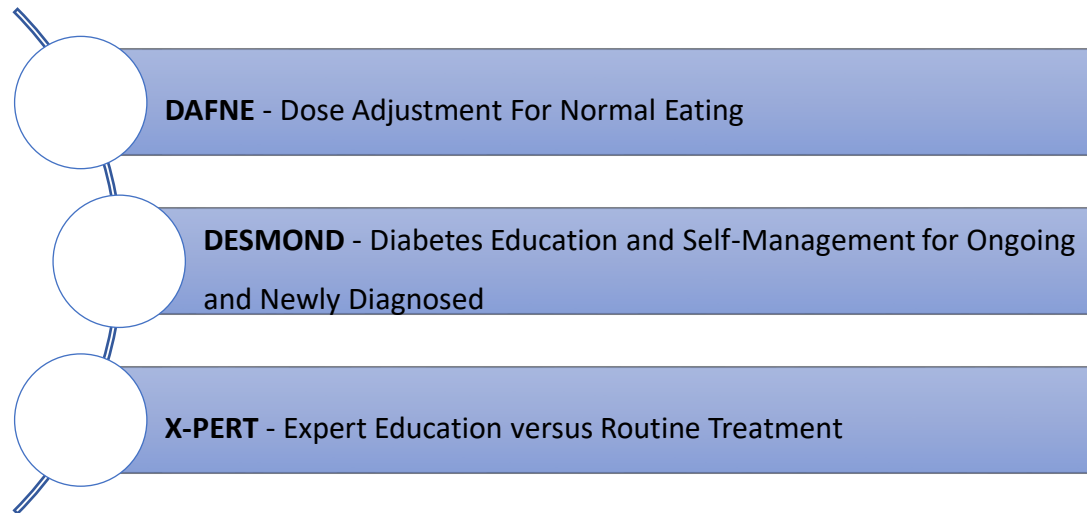 DAFNE - Dose Adjustment For Normal Eating
DESMOND - Diabetes Education and Self-Management for Ongoing
and Newly Diagnosed
X-PERT - Expert Education versus Routine Treatment